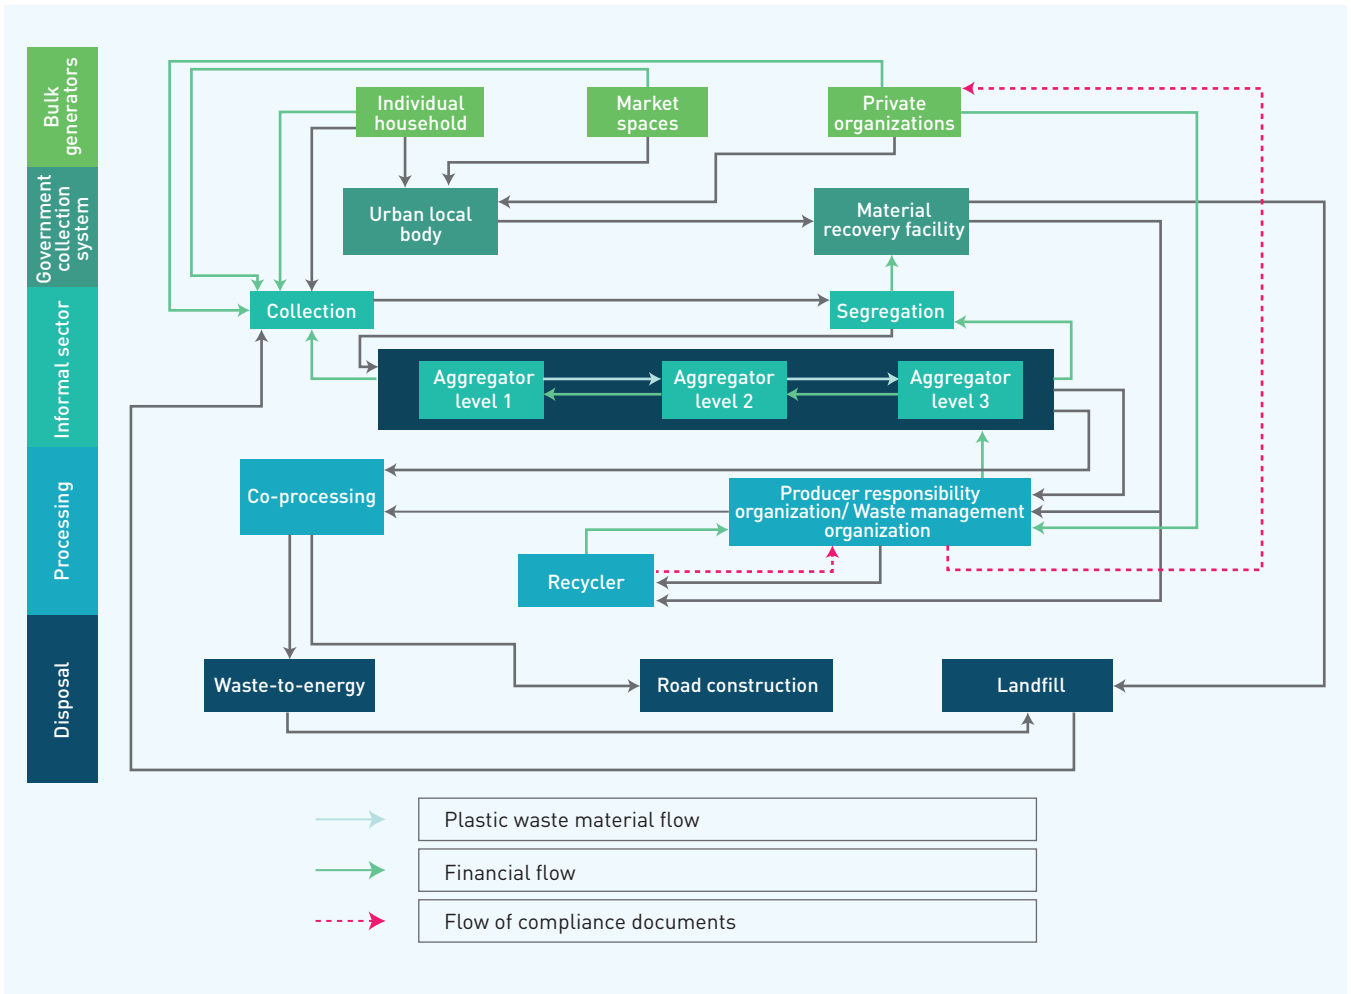 Bulk
generators
Individual
household
Market
spaces
Private
organizations
Government
collection
system
Urban local
body
Material
recovery facility
Informal sector
Collection
Segregation
Aggregator
level 1
Aggregator
level 2
Aggregator
level 3
Processing
Co-processing
Producer responsibility
organization/ Waste management
organization
Recycler
Disposal
Waste-to-energy
Road construction
Landfill
Plastic waste material flow
Financial flow
Flow of compliance documents